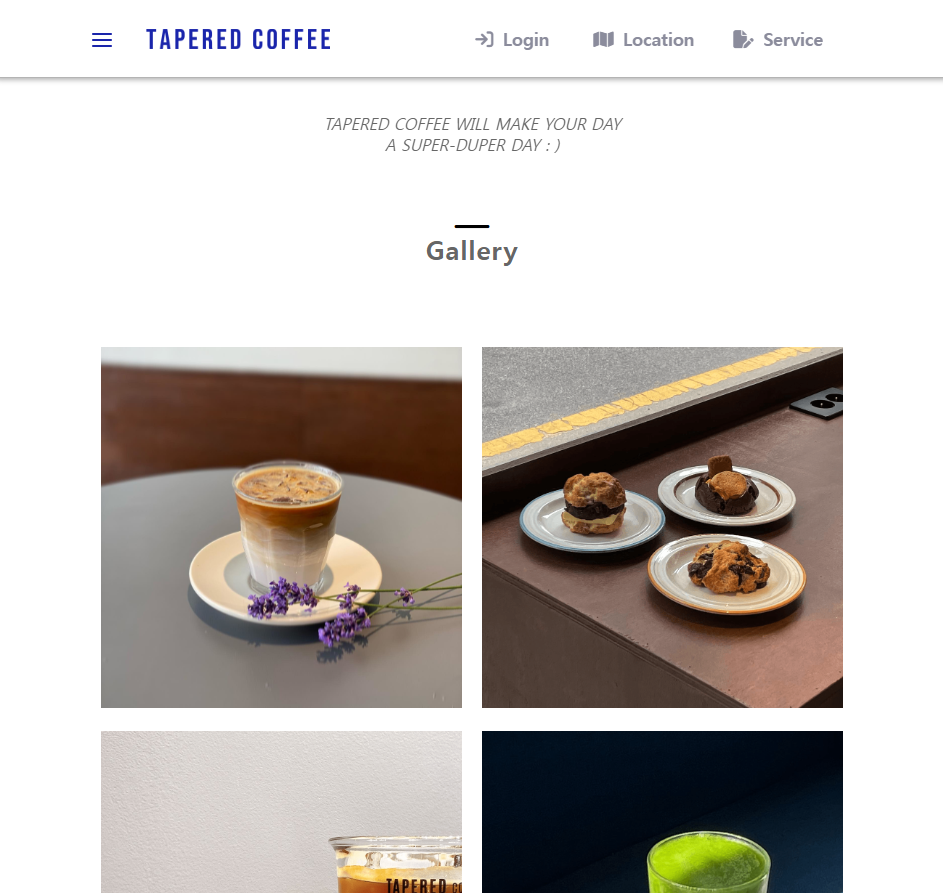 TAPERED COFFEE
Login
Location
Service
TAPERED COFFEE WILL MAKE YOUR DAY
A SUPER-DUPER DAY : )
Gallery
TAPERED CO